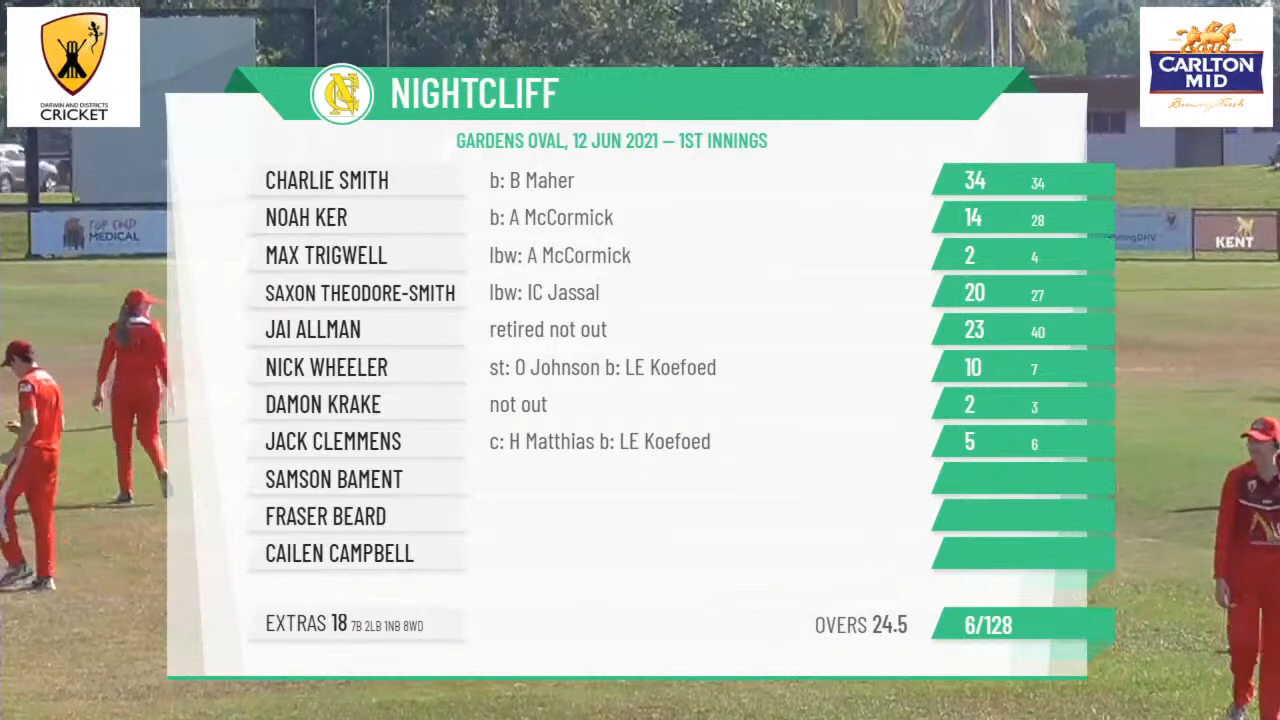 DARWIN AND DISTRICTS
CRICKET
CARLTON
MID
NIGHTCLIFF
GARDENS OVAL, 12 JUN 2021 – 1ST INNINGS
CHARLIE SMITH b: B Maher 34 34
NOAH KER b: A McCormick 14 28
MAX TRIGWELL lbw: A McCormick 2 4
SAXON THEODORE-SMITH lbw: IC Jassal 20 27
JAI ALLMAN retired not out 23 40
NICK WHEELER st: O Johnson b: LE Koefoed 10 7
DAMON KRAKE not out 2 3
JACK CLEMMENS c: H Matthias b: LE Koefoed 5 6
SAMSON BAMENT
FRASER BEARD
CAILEN CAMPBELL
EXTRAS 18 7B 2LB 1NB 8WD OVERS 24.5 6/128
TOP END
MEDICAL
KENT